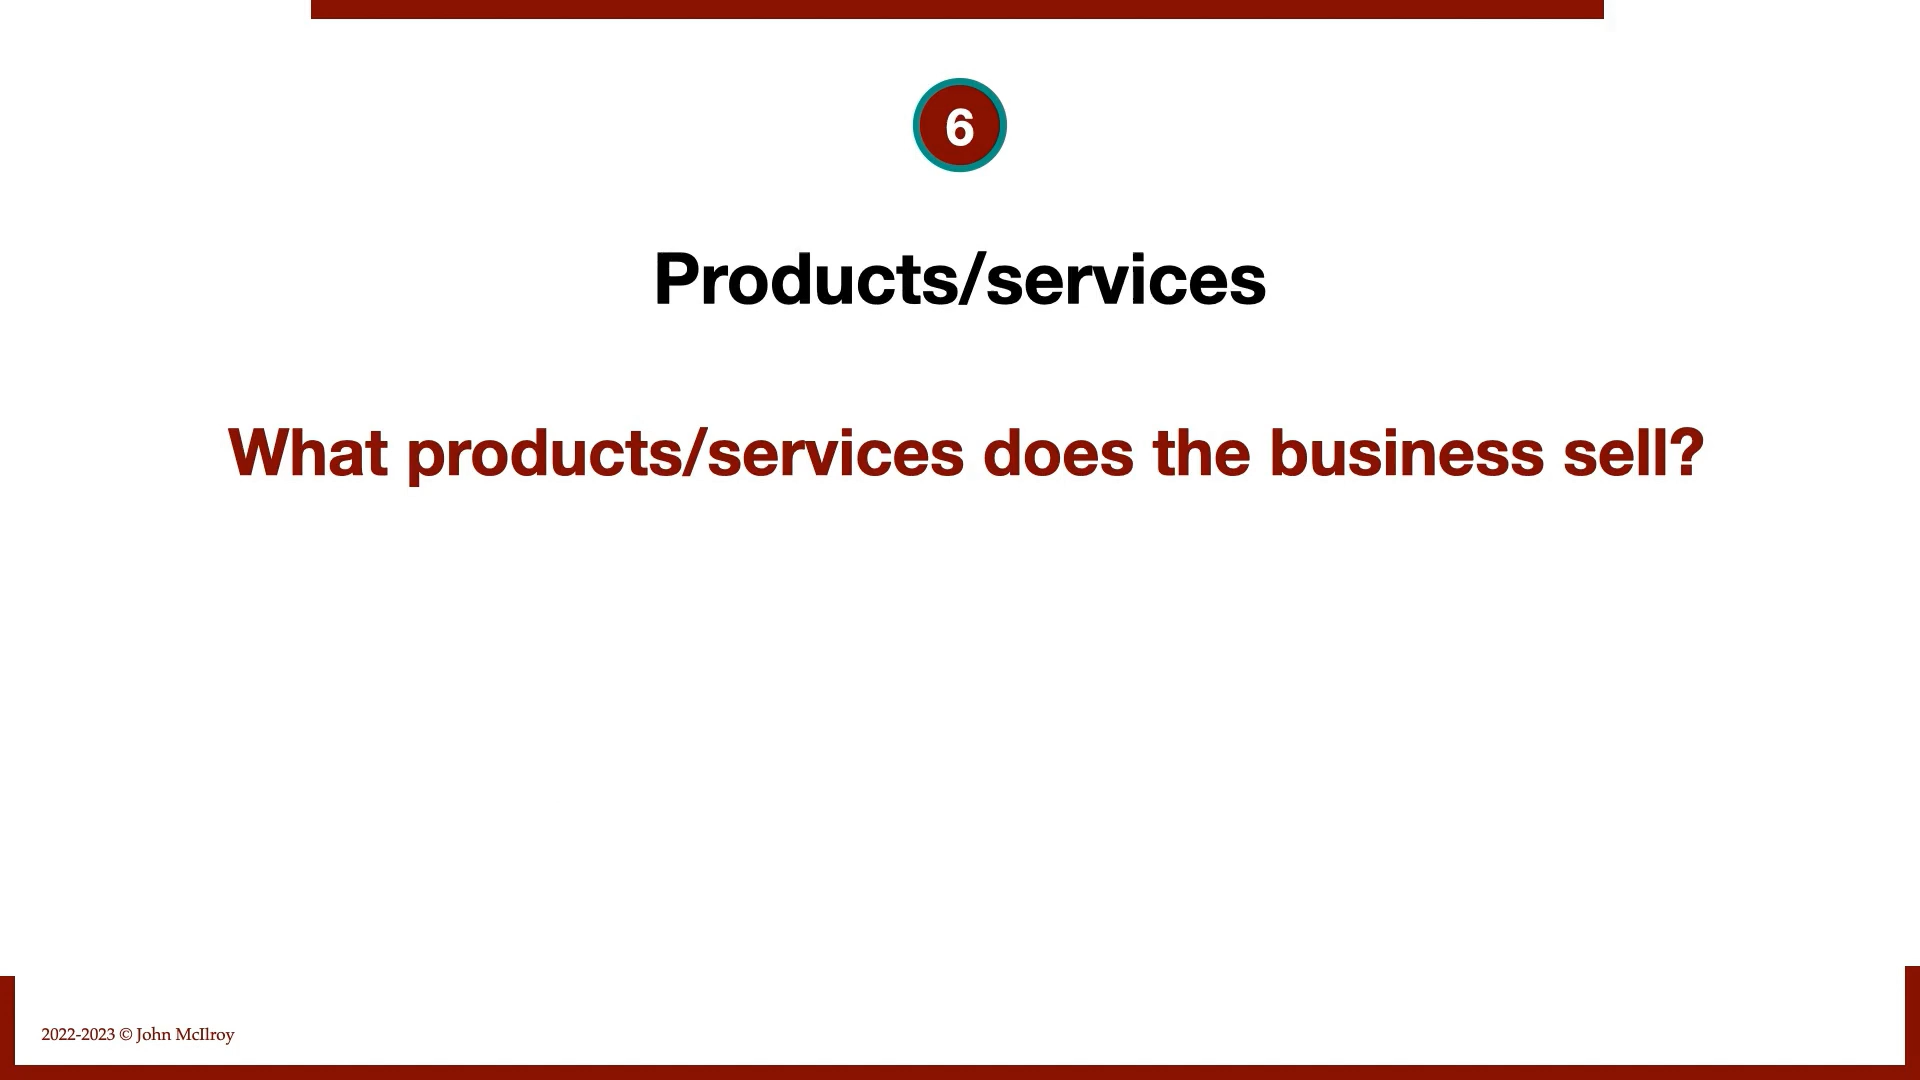 6
Products/services
What products/services does the business sell?
2022-2023 © John McIlroy